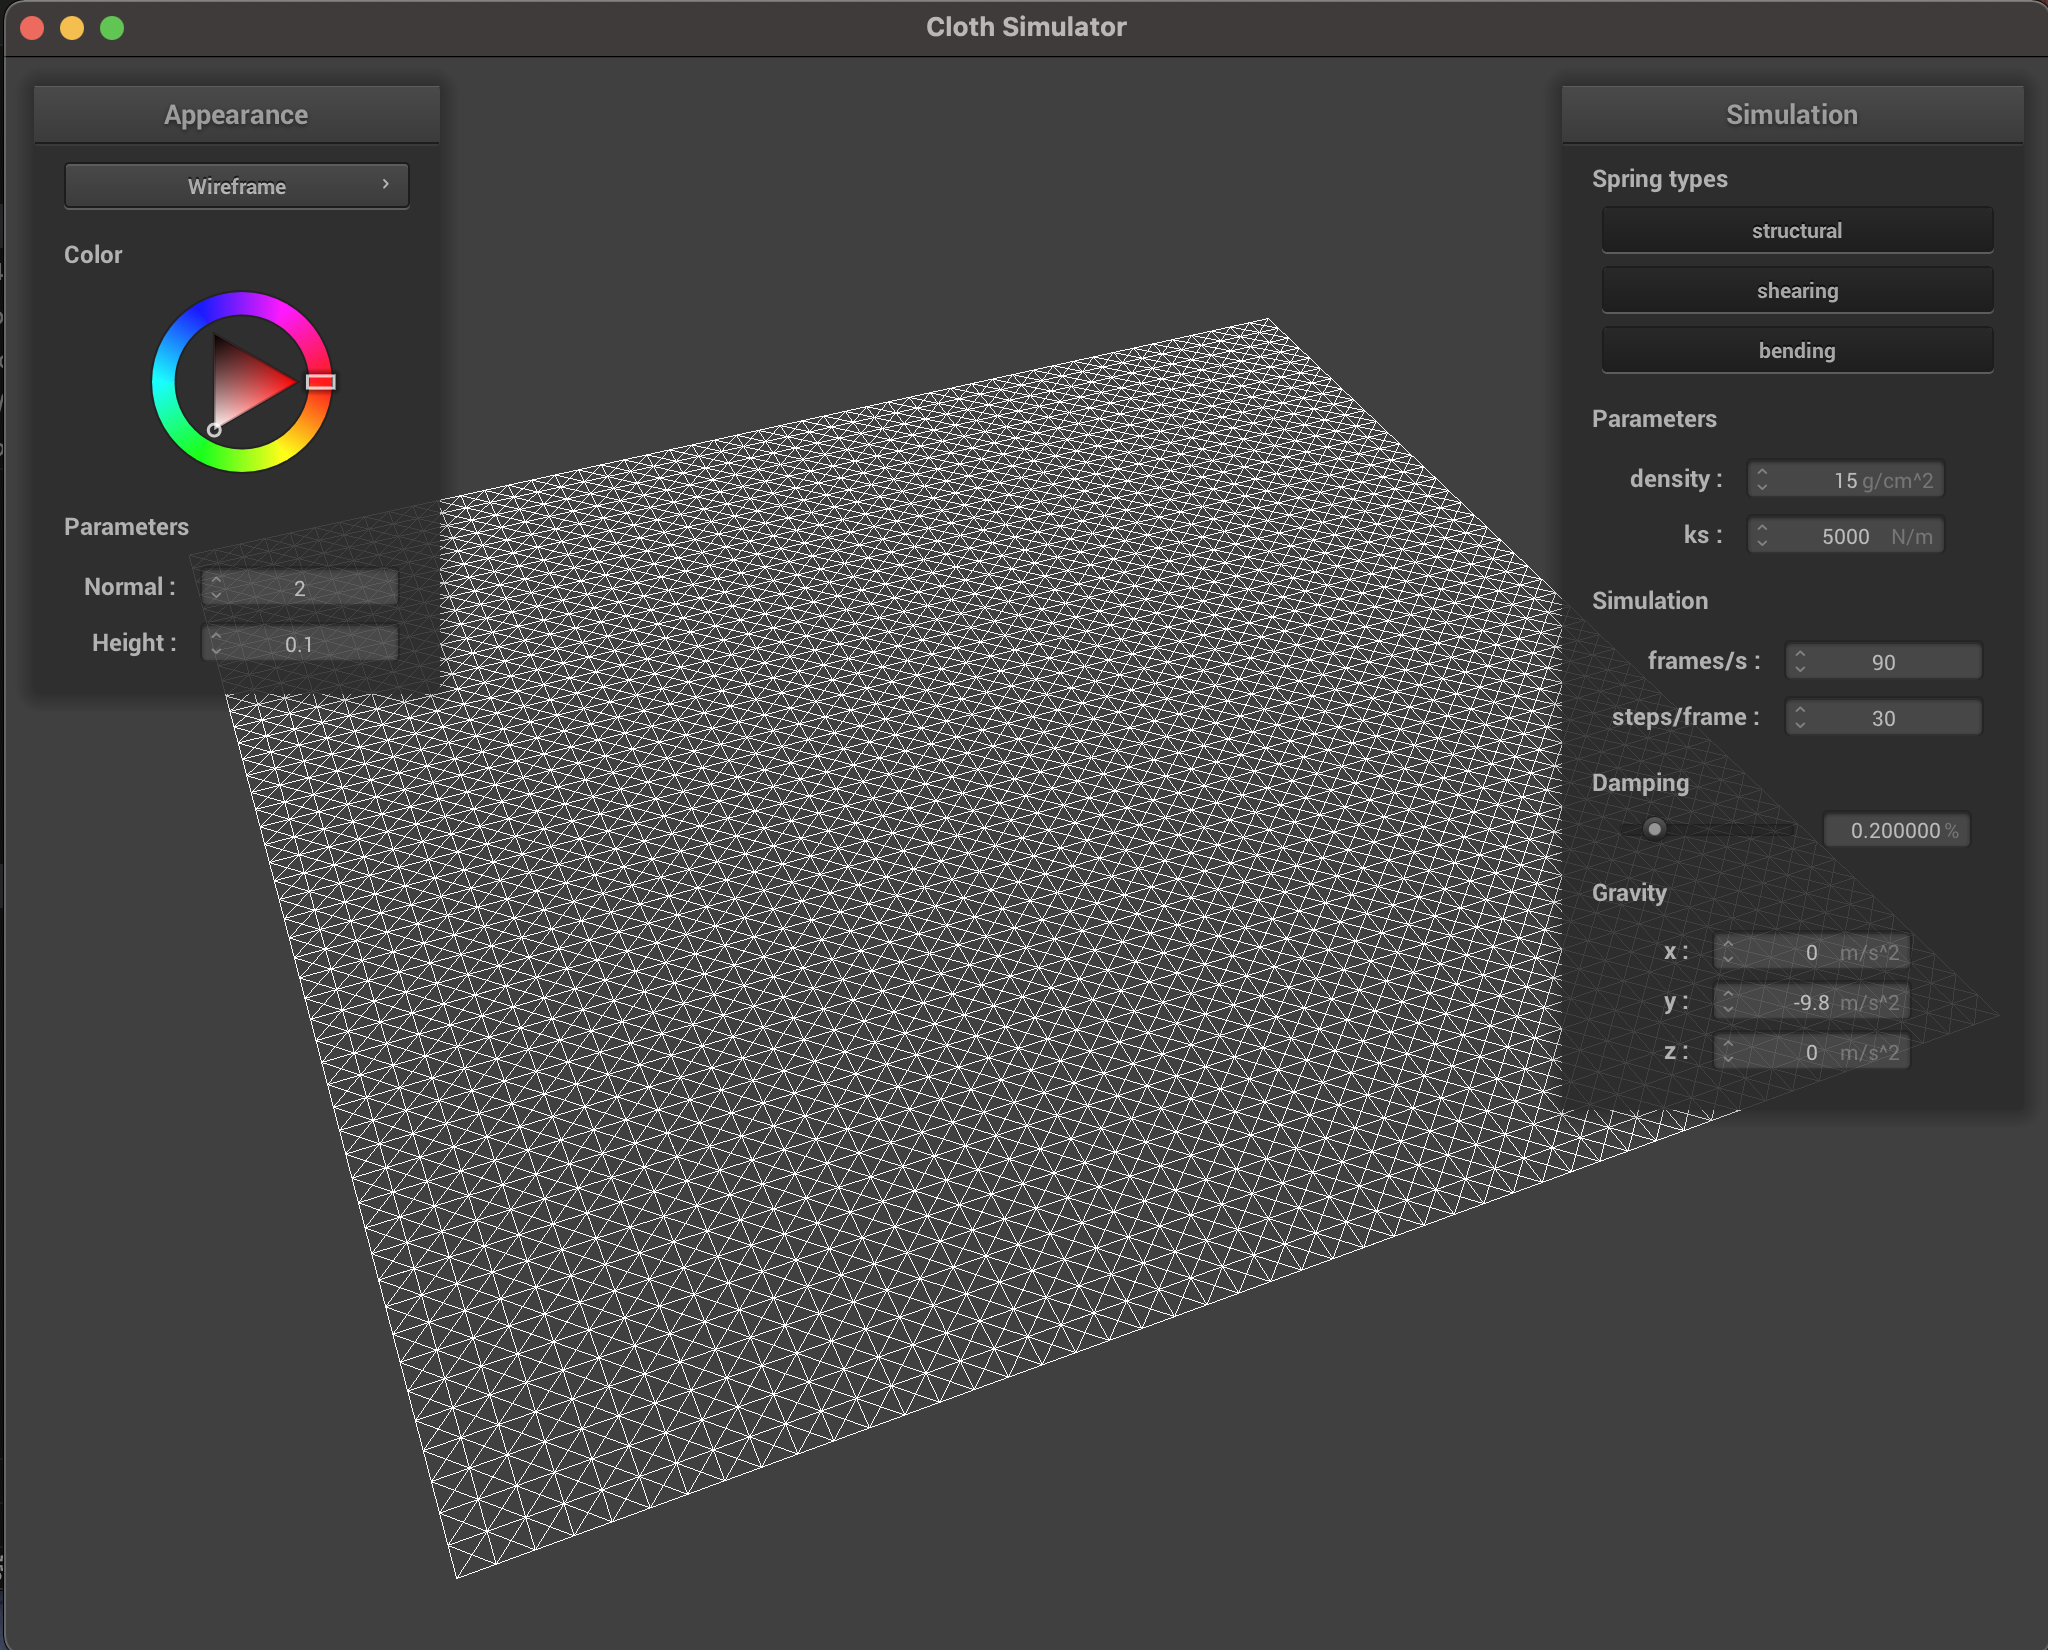 Cloth Simulator
Appearance
Wireframe
Color
Parameters
Normal : 2
Height : 0.1
Simulation
Spring types
structural
shearing
bending
Parameters
density : 15 g/cm^2
ks : 5000 N/m
Simulation
frames/s : 90
steps/frame : 30
Damping
0.200000 %
Gravity
x : 0 m/s^2
y : -9.8 m/s^2
z : 0 m/s^2